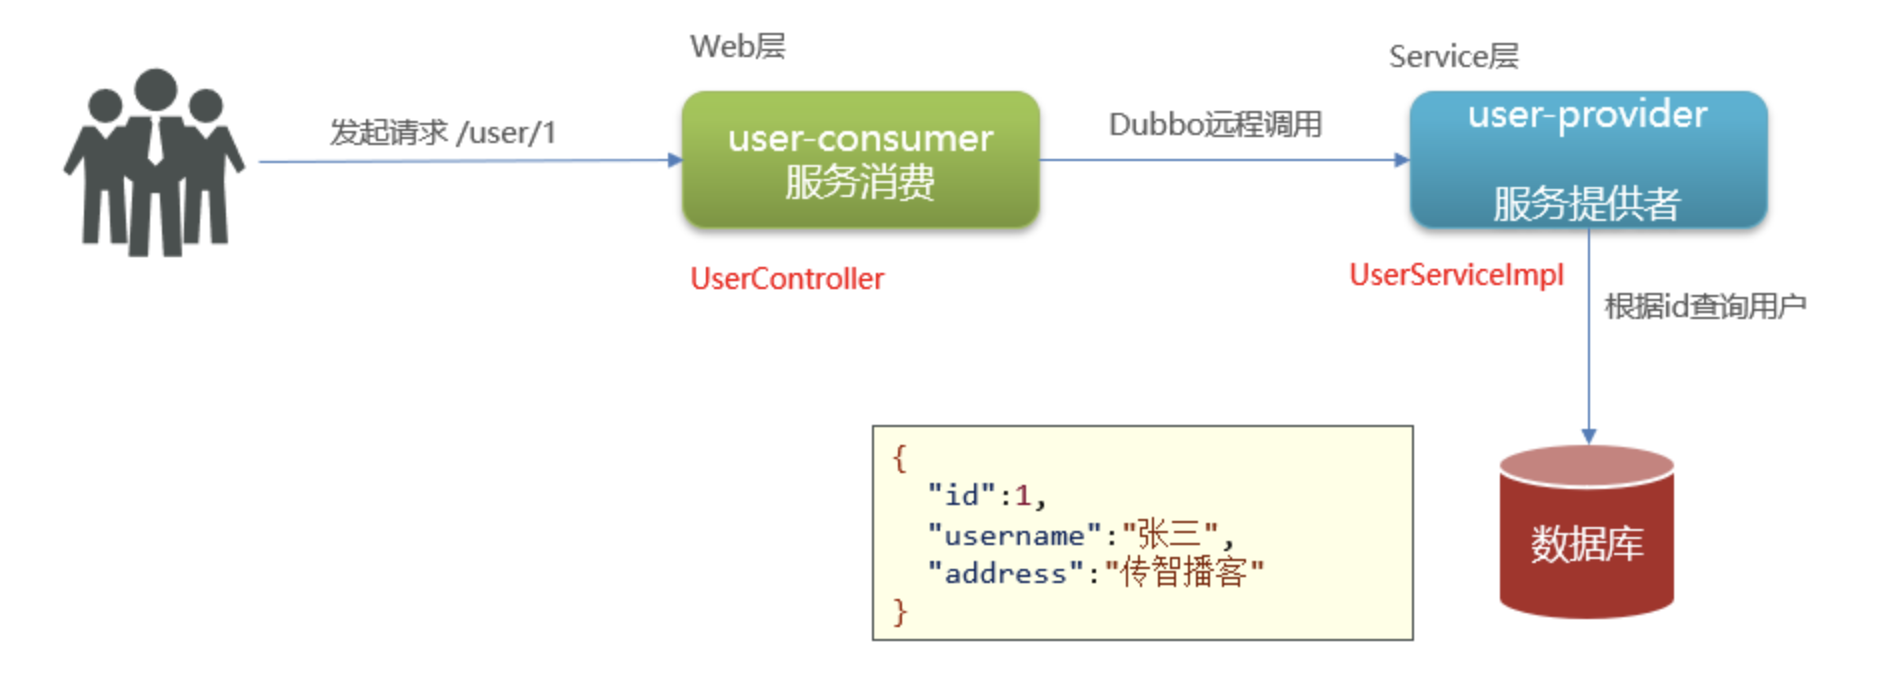 Web层
Service层
发起请求 /user/1
user-consumer
服务消费
Dubbo远程调用
user-provider
服务提供者
UserController
UserServiceImpl
根据id查询用户
{
"id":1,
"username":"张三",
"address":"传智播客"
}
数据库